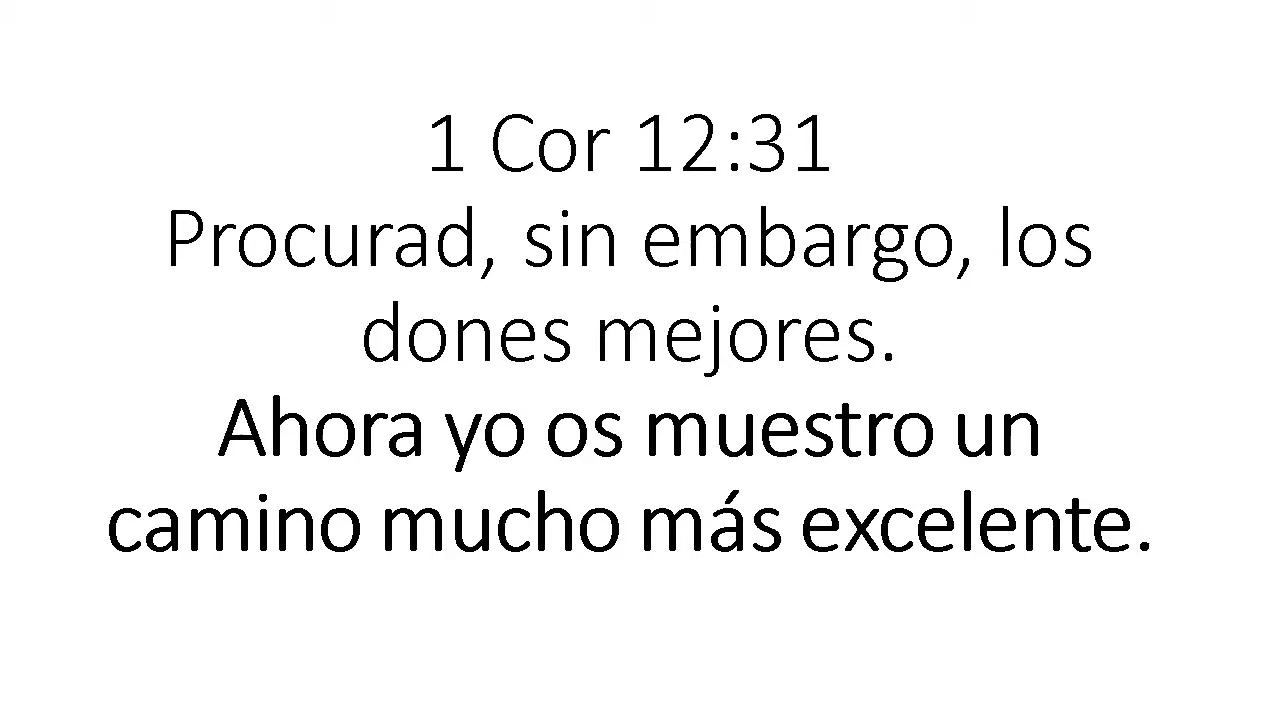 1 Cor 12:31
Procurad, sin embargo, los
dones mejores.
Ahora yo os muestro un
camino mucho más excelente.